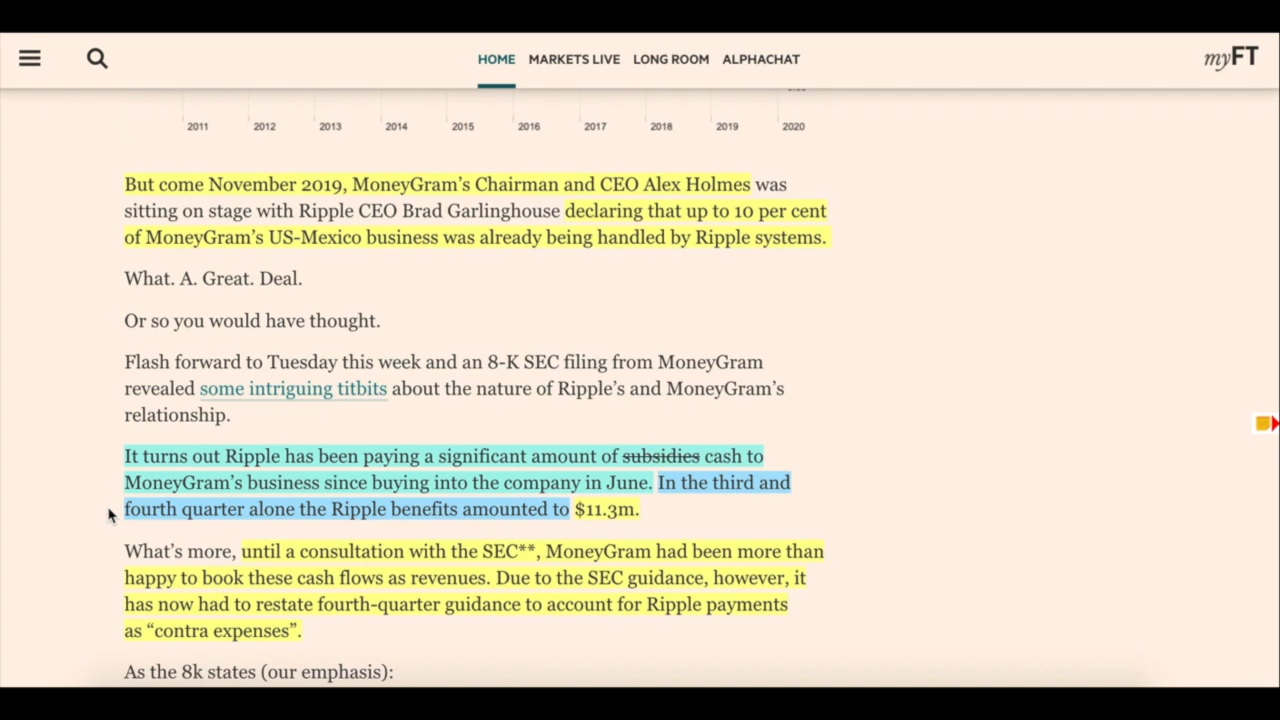 HOME MARKETS LIVE LONG ROOM ALPHACHAT
myFT
2011 2012 2013 2014 2015 2016 2017 2018 2019 2020
But come November 2019, MoneyGram’s Chairman and CEO Alex Holmes was
sitting on stage with Ripple CEO Brad Garlinghouse declaring that up to 10 per cent
of MoneyGram’s US-Mexico business was already being handled by Ripple systems.
What. A. Great. Deal.
Or so you would have thought.
Flash forward to Tuesday this week and an 8-K SEC filing from MoneyGram
revealed some intriguing titbits about the nature of Ripple’s and MoneyGram’s
relationship.
It turns out Ripple has been paying a significant amount of subsidies cash to
MoneyGram’s business since buying into the company in June. In the third and
fourth quarter alone the Ripple benefits amounted to $11.3m.
What’s more, until a consultation with the SEC**, MoneyGram had been more than
happy to book these cash flows as revenues. Due to the SEC guidance, however, it
has now had to restate fourth-quarter guidance to account for Ripple payments
as “contra expenses”.
As the 8k states (our emphasis):